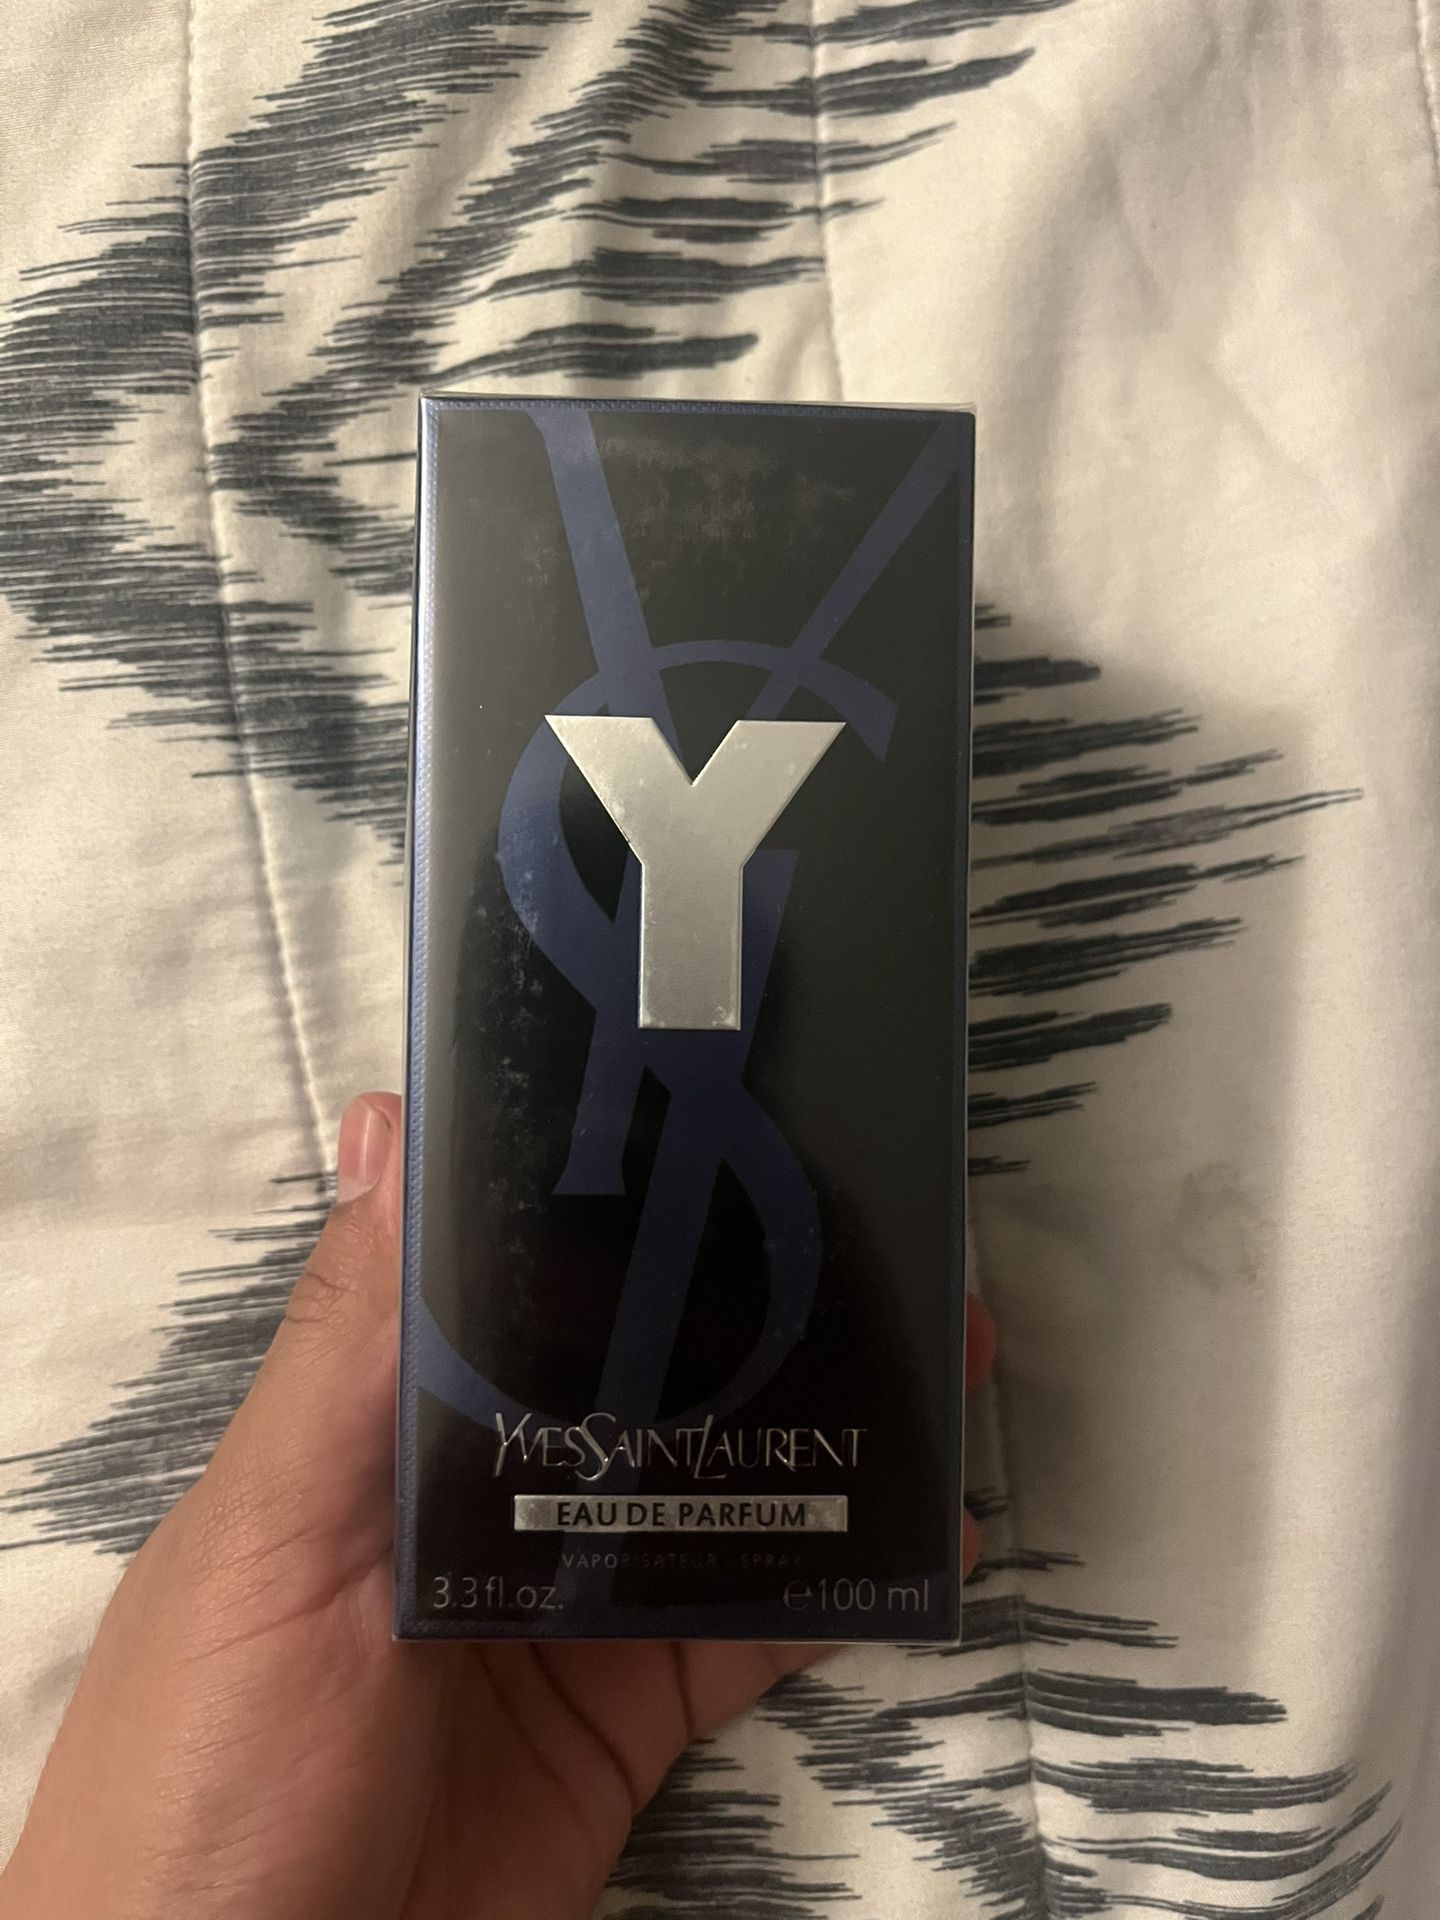 Y
YVESSAINTLAURENT
EAU DE PARFUM
VAPORISATEUR - SPRAY
3.3 fl.oz. ℮100 ml